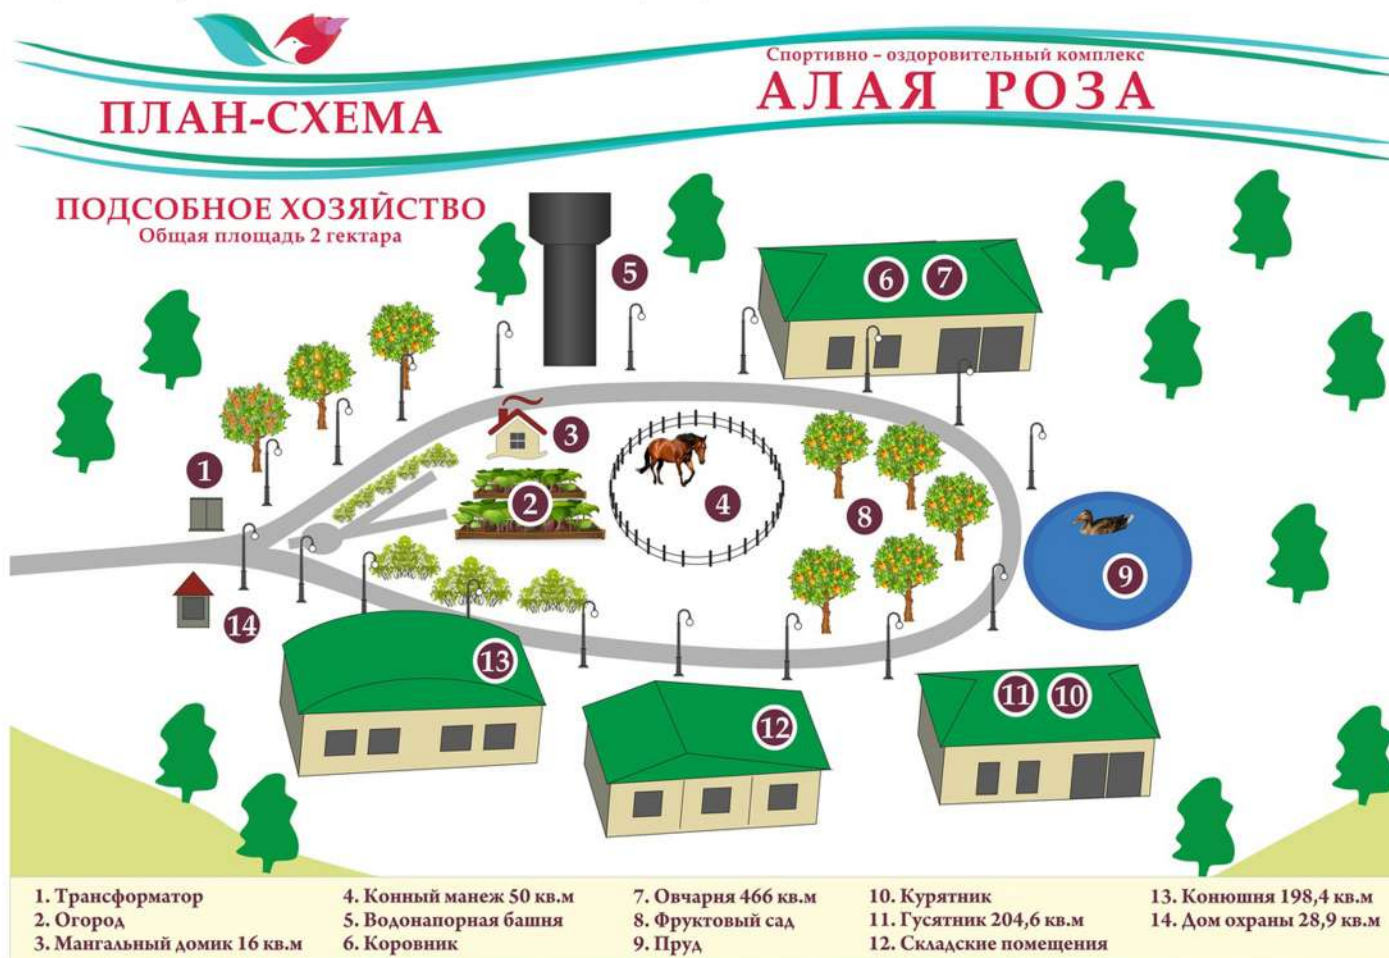 ПЛАН-СХЕМА
Спортивно – оздоровительный комплекс
АЛАЯ РОЗА
ПОДСОБНОЕ ХОЗЯЙСТВО
Общая площадь 2 гектара
5
6 7
1
3
2
4
8
9
14
13
12
11 10
1. Трансформатор
2. Огород
3. Мангальный домик 16 кв.м
4. Конный манеж 50 кв.м
5. Водонапорная башня
6. Коровник
7. Овчарня 466 кв.м
8. Фруктовый сад
9. Пруд
10. Курятник
11. Гусятник 204,6 кв.м
12. Складские помещения
13. Конюшня 198,4 кв.м
14. Дом охраны 28,9 кв.м